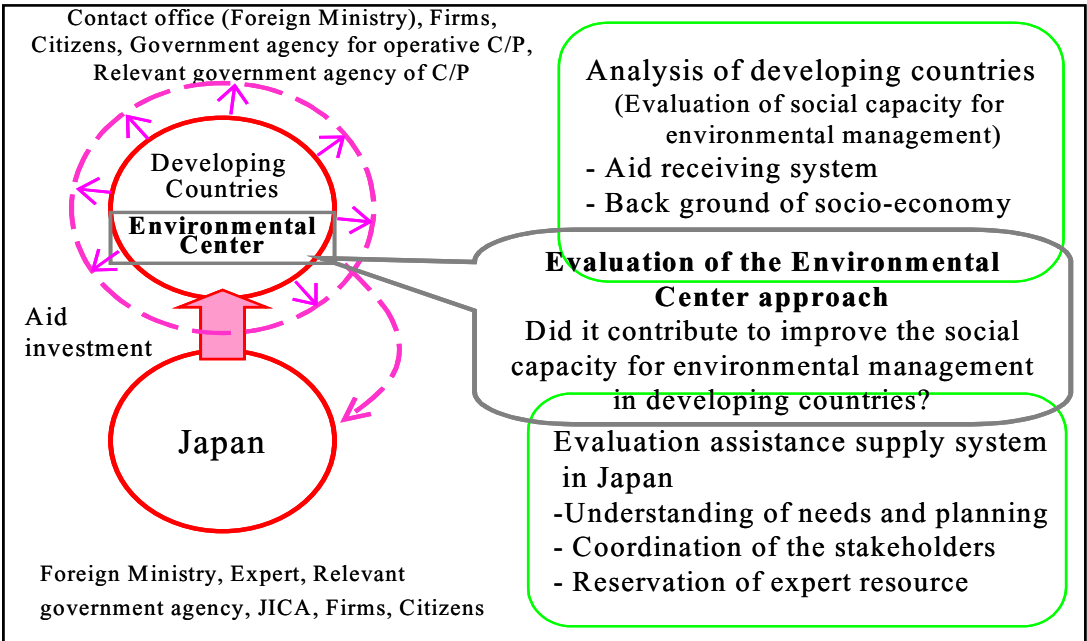 Contact office (Foreign Ministry), Firms,
Citizens, Government agency for operative C/P,
Relevant government agency of C/P
Developing
Countries
Environmental
Center
Aid
investment
Japan
Foreign Ministry, Expert, Relevant
government agency, JICA, Firms, Citizens
Analysis of developing countries
(Evaluation of social capacity for
environmental management)
- Aid receiving system
- Back ground of socio-economy
Evaluation of the Environmental
Center approach
Did it contribute to improve the social
capacity for environmental management
in developing countries?
Evaluation assistance supply system
in Japan
-Understanding of needs and planning
- Coordination of the stakeholders
- Reservation of expert resource